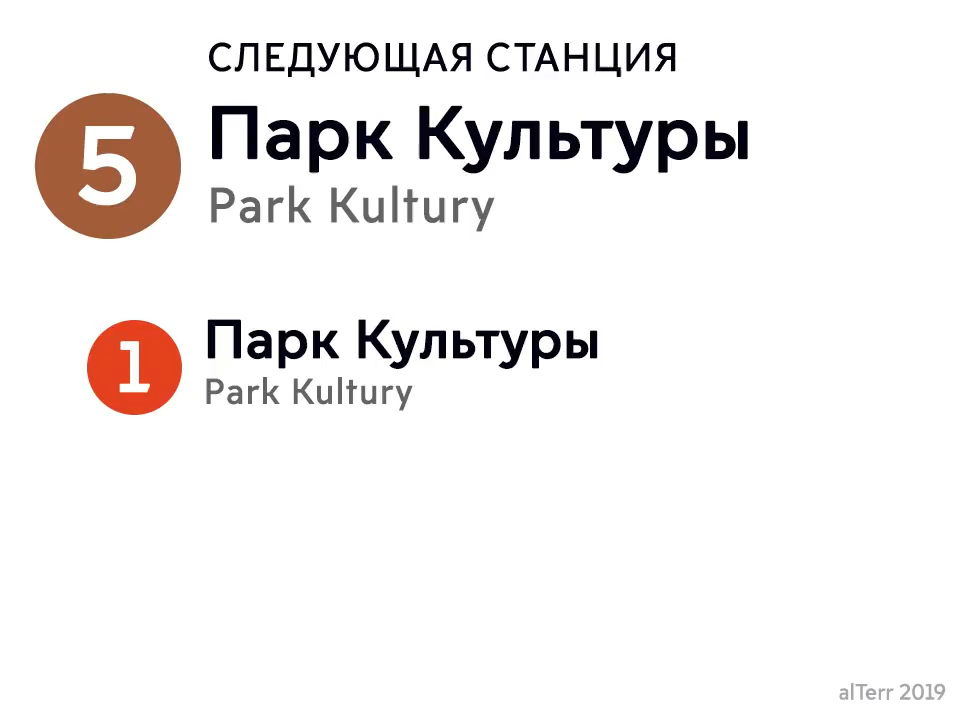 СЛЕДУЮЩАЯ СТАНЦИЯ
5
Парк Культуры
Park Kultury
1
Парк Культуры
Park Kultury
alTerr 2019